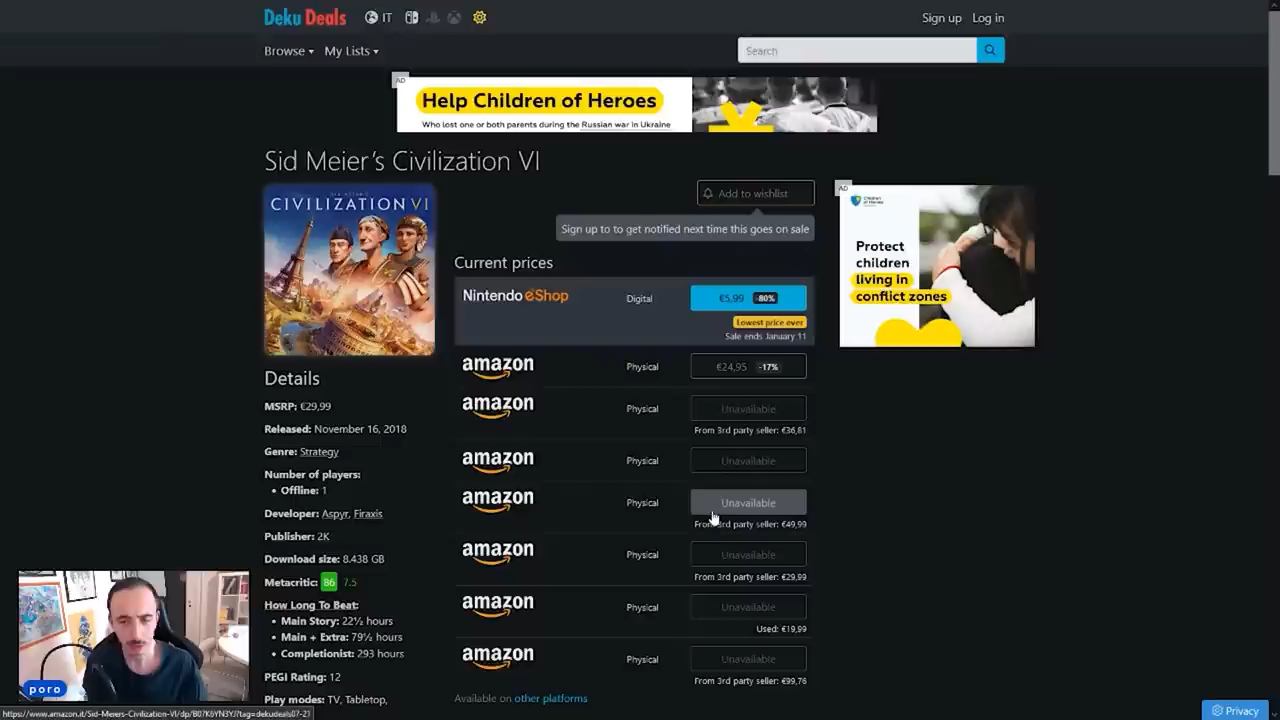 Deku Deals
IT
Sign up
Log in
Browse
My Lists
Search
AD
Help Children of Heroes
Who lost one or both parents during the Russian war in Ukraine
Sid Meier's Civilization VI
CIVILIZATION VI
Add to wishlist
Sign up to to get notified next time this goes on sale
AD
Children of Heroes
Protect
children
living in
conflict zones
Current prices
Nintendo eShop
Digital
€5,99 -80%
Lowest price ever
Sale ends January 11
amazon
Physical
€24,95 -17%
amazon
Physical
Unavailable
From 3rd party seller: €36,81
amazon
Physical
Unavailable
amazon
Physical
Unavailable
From 3rd party seller: €49,99
amazon
Physical
Unavailable
From 3rd party seller: €29,99
amazon
Physical
Unavailable
Used: €19,99
amazon
Physical
Unavailable
From 3rd party seller: €99,76
Available on other platforms
Details
MSRP: €29,99
Released: November 16, 2018
Genre: Strategy
Number of players:
• Offline: 1
Developer: Aspyr, Firaxis
Publisher: 2K
Download size: 8.438 GB
Metacritic: 86 7.5
How Long To Beat:
• Main Story: 22½ hours
• Main + Extra: 79½ hours
• Completionist: 293 hours
PEGI Rating: 12
Play modes: TV, Tabletop,
poro
Privacy